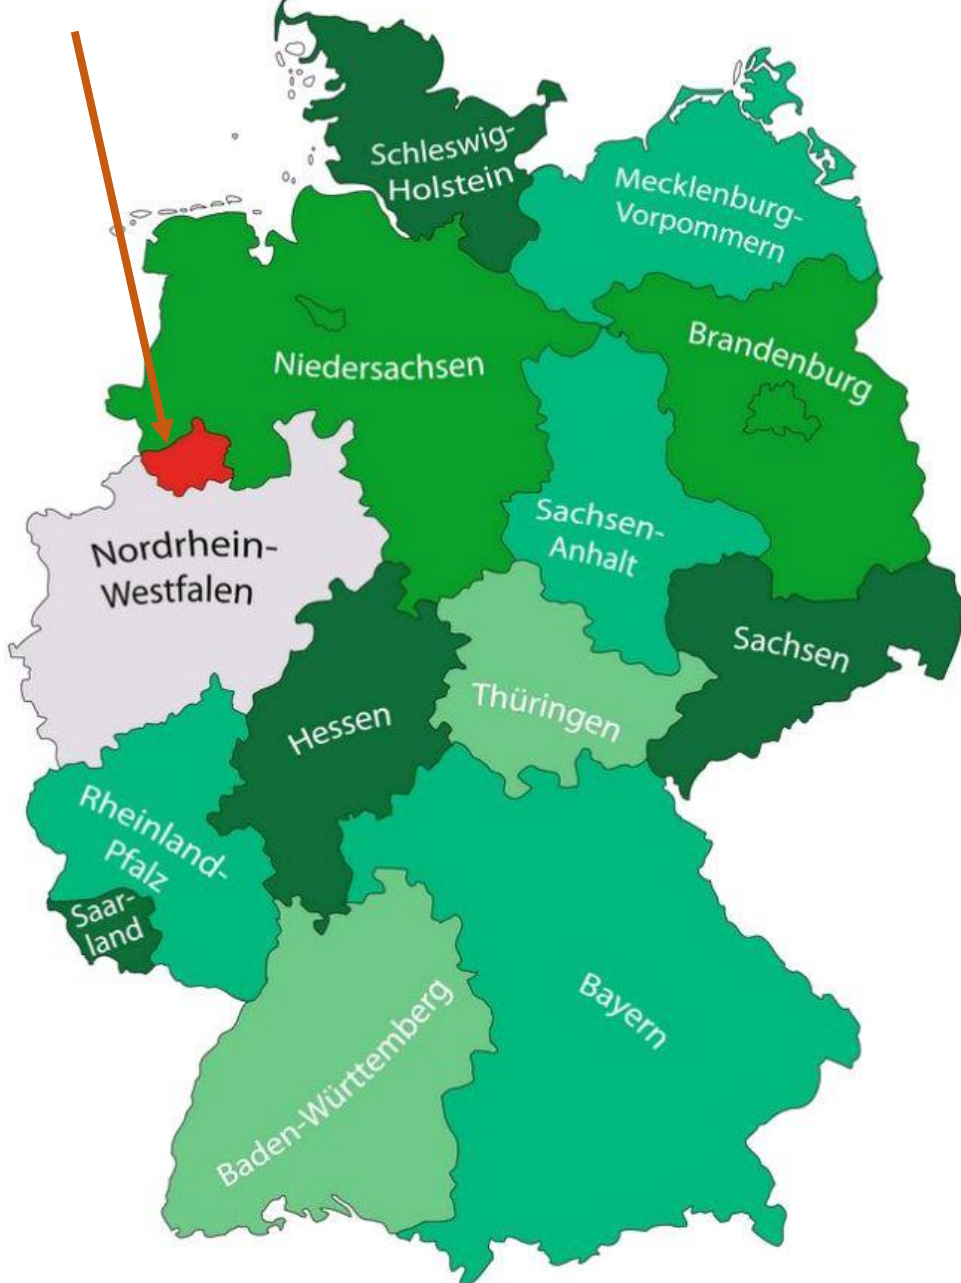 Schleswig-
Holstein
Mecklenburg-
Vorpommern
Niedersachsen
Brandenburg
Sachsen-
Anhalt
Nordrhein-
Westfalen
Sachsen
Thüringen
Hessen
Rheinland-
Pfalz
Saar-
land
Bayern
Baden-Württemberg